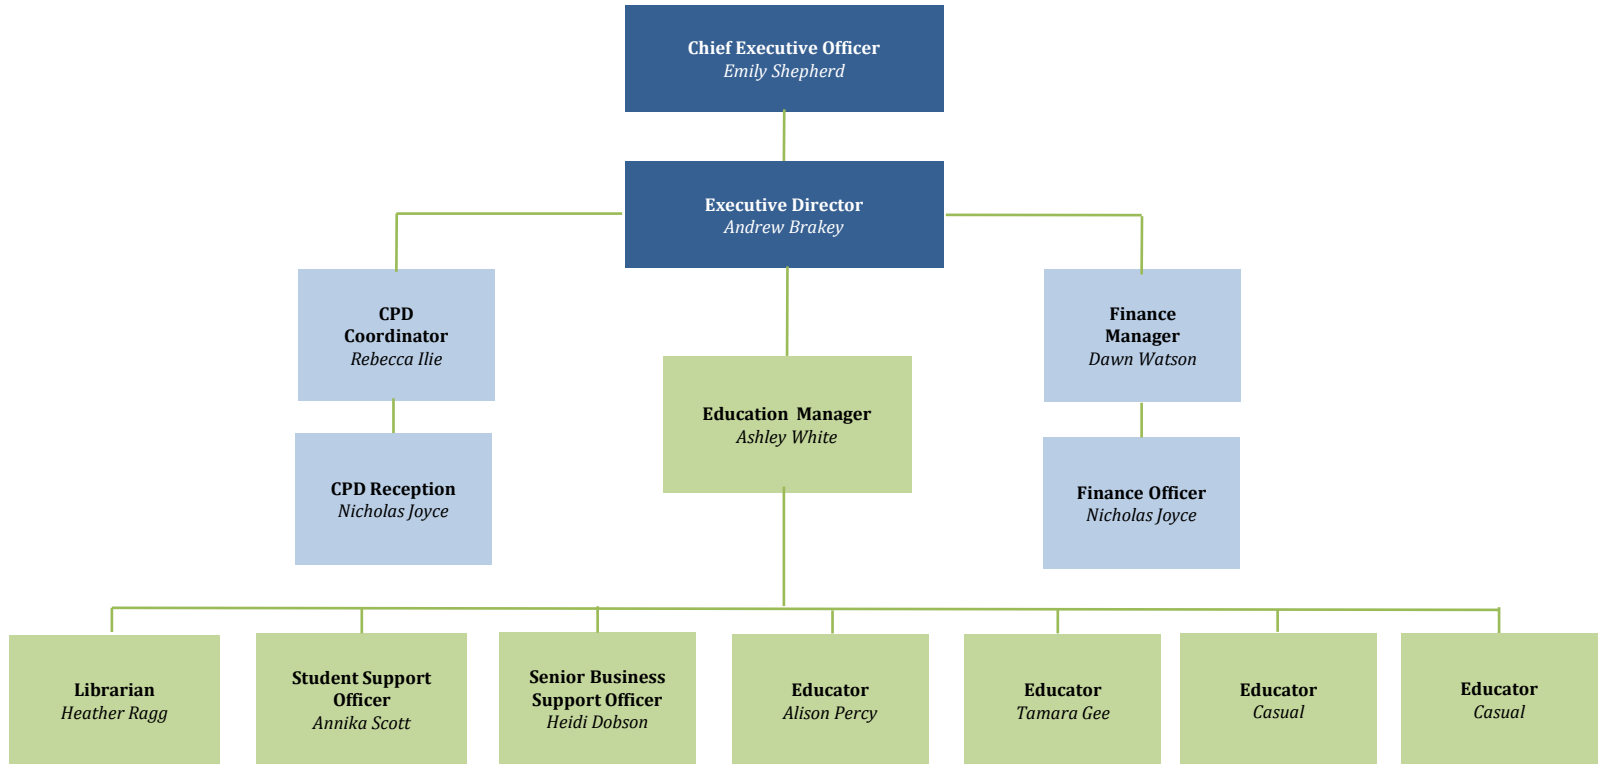 Chief Executive Officer
Emily Shepherd
Executive Director
Andrew Brakey
CPD
Coordinator
Rebecca Ilie
Finance
Manager
Dawn Watson
Education  Manager
Ashley White
CPD Reception
Nicholas Joyce
Finance Officer
Nicholas Joyce
Librarian
Heather Ragg
Student Support
Officer
Annika Scott
Senior Business
Support Officer
Heidi Dobson
Educator
Alison Percy
Educator
Tamara Gee
Educator
Casual
Educator
Casual